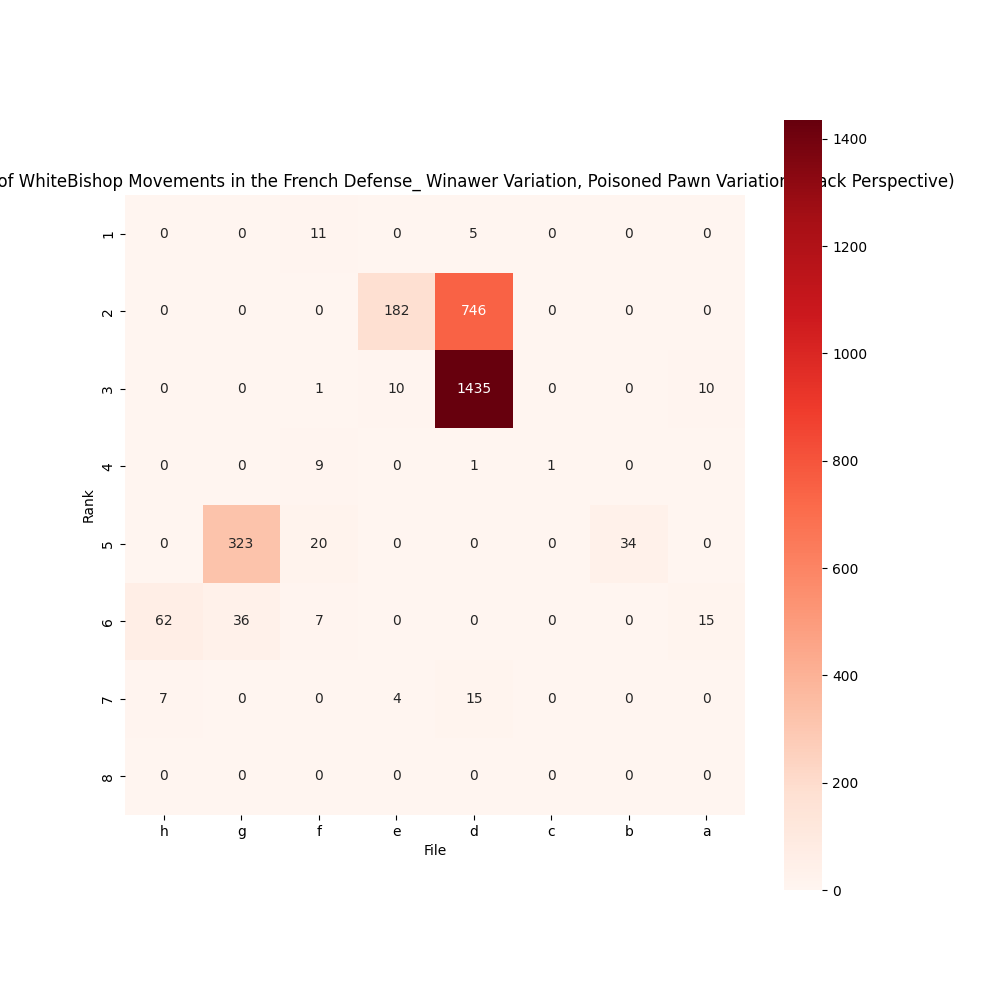 of WhiteBishop Movements in the French Defense_ Winawer Variation, Poisoned Pawn Variation ack Perspective)
1 0 0 11 0 5 0 0 0
2 0 0 0 182 746 0 0 0
3 0 0 1 10 1435 0 0 10
4 0 0 9 0 1 1 0 0
5 0 323 20 0 0 0 34 0
6 62 36 7 0 0 0 0 15
7 7 0 0 4 15 0 0 0
8 0 0 0 0 0 0 0 0
h g f e d c b a
File
Rank
1400
1200
1000
800
600
400
200
0